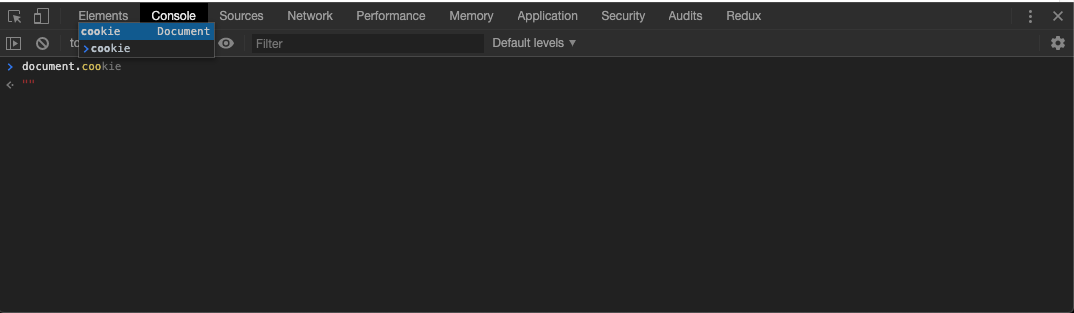 Elements Console Sources Network Performance Memory Application Security Audits Redux
cookie Document
to Filter Default levels ▼
>cookie
> document.cookie
""